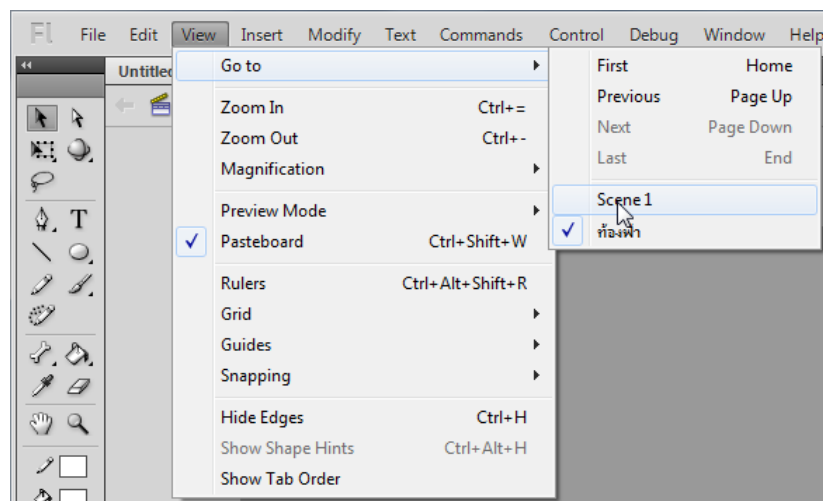 Fl File Edit View Insert Modify Text Commands Control Debug Window Help
Untitled
Go to
Zoom In Ctrl+=
Zoom Out Ctrl+-
Magnification
Preview Mode
Pasteboard Ctrl+Shift+W
Rulers Ctrl+Alt+Shift+R
Grid
Guides
Snapping
Hide Edges Ctrl+H
Show Shape Hints Ctrl+Alt+H
Show Tab Order
First Home
Previous Page Up
Next Page Down
Last End
Scene 1
ท้องฟ้า
T